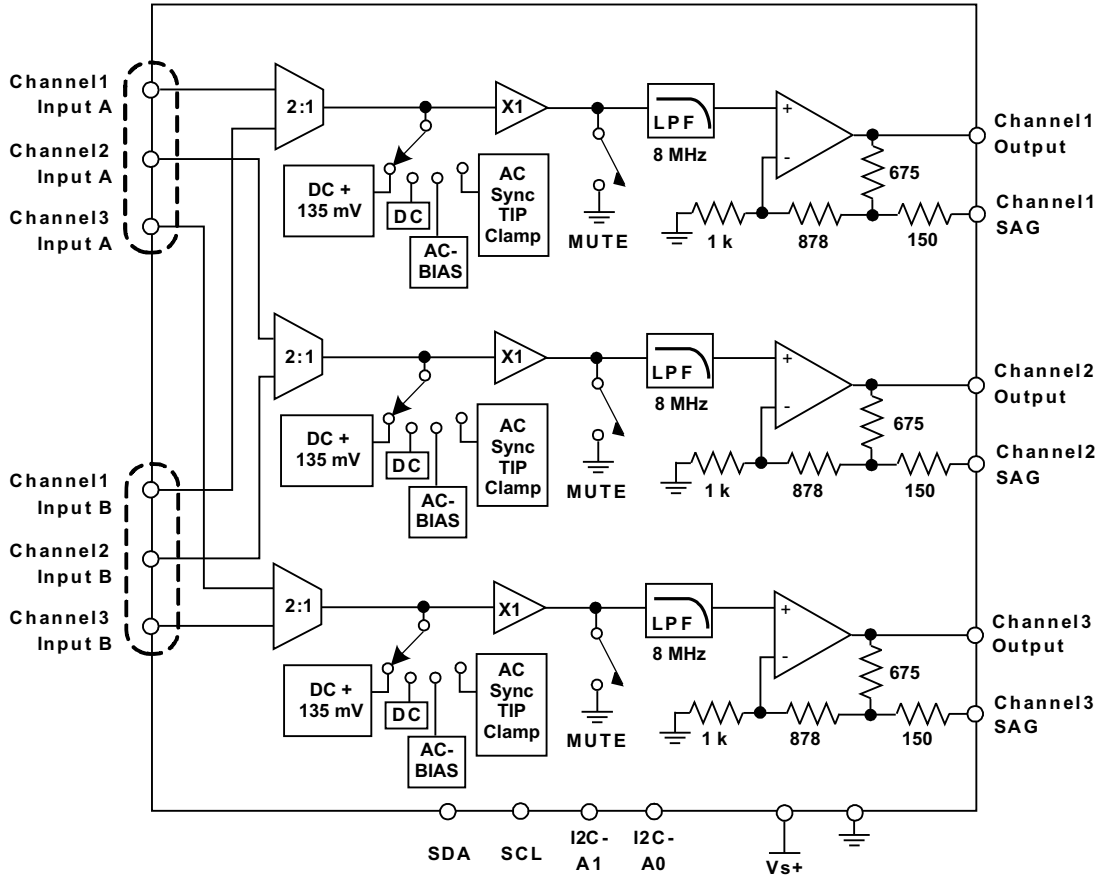 Channel1
Input A
Channel2
Input A
Channel3
Input A
2:1
X1
LPF
8 MHz
+
-
Channel1
Output
675
DC +
135 mV
DC
AC-
BIAS
AC
Sync
TIP
Clamp
MUTE
1 k
878
150
Channel1
SAG
2:1
X1
LPF
8 MHz
+
-
Channel2
Output
675
DC +
135 mV
DC
AC-
BIAS
AC
Sync
TIP
Clamp
MUTE
1 k
878
150
Channel2
SAG
Channel1
Input B
Channel2
Input B
Channel3
Input B
2:1
X1
LPF
8 MHz
+
-
Channel3
Output
675
DC +
135 mV
DC
AC-
BIAS
AC
Sync
TIP
Clamp
MUTE
1 k
878
150
Channel3
SAG
SDA
SCL
I2C-
A1
I2C-
A0
Vs+